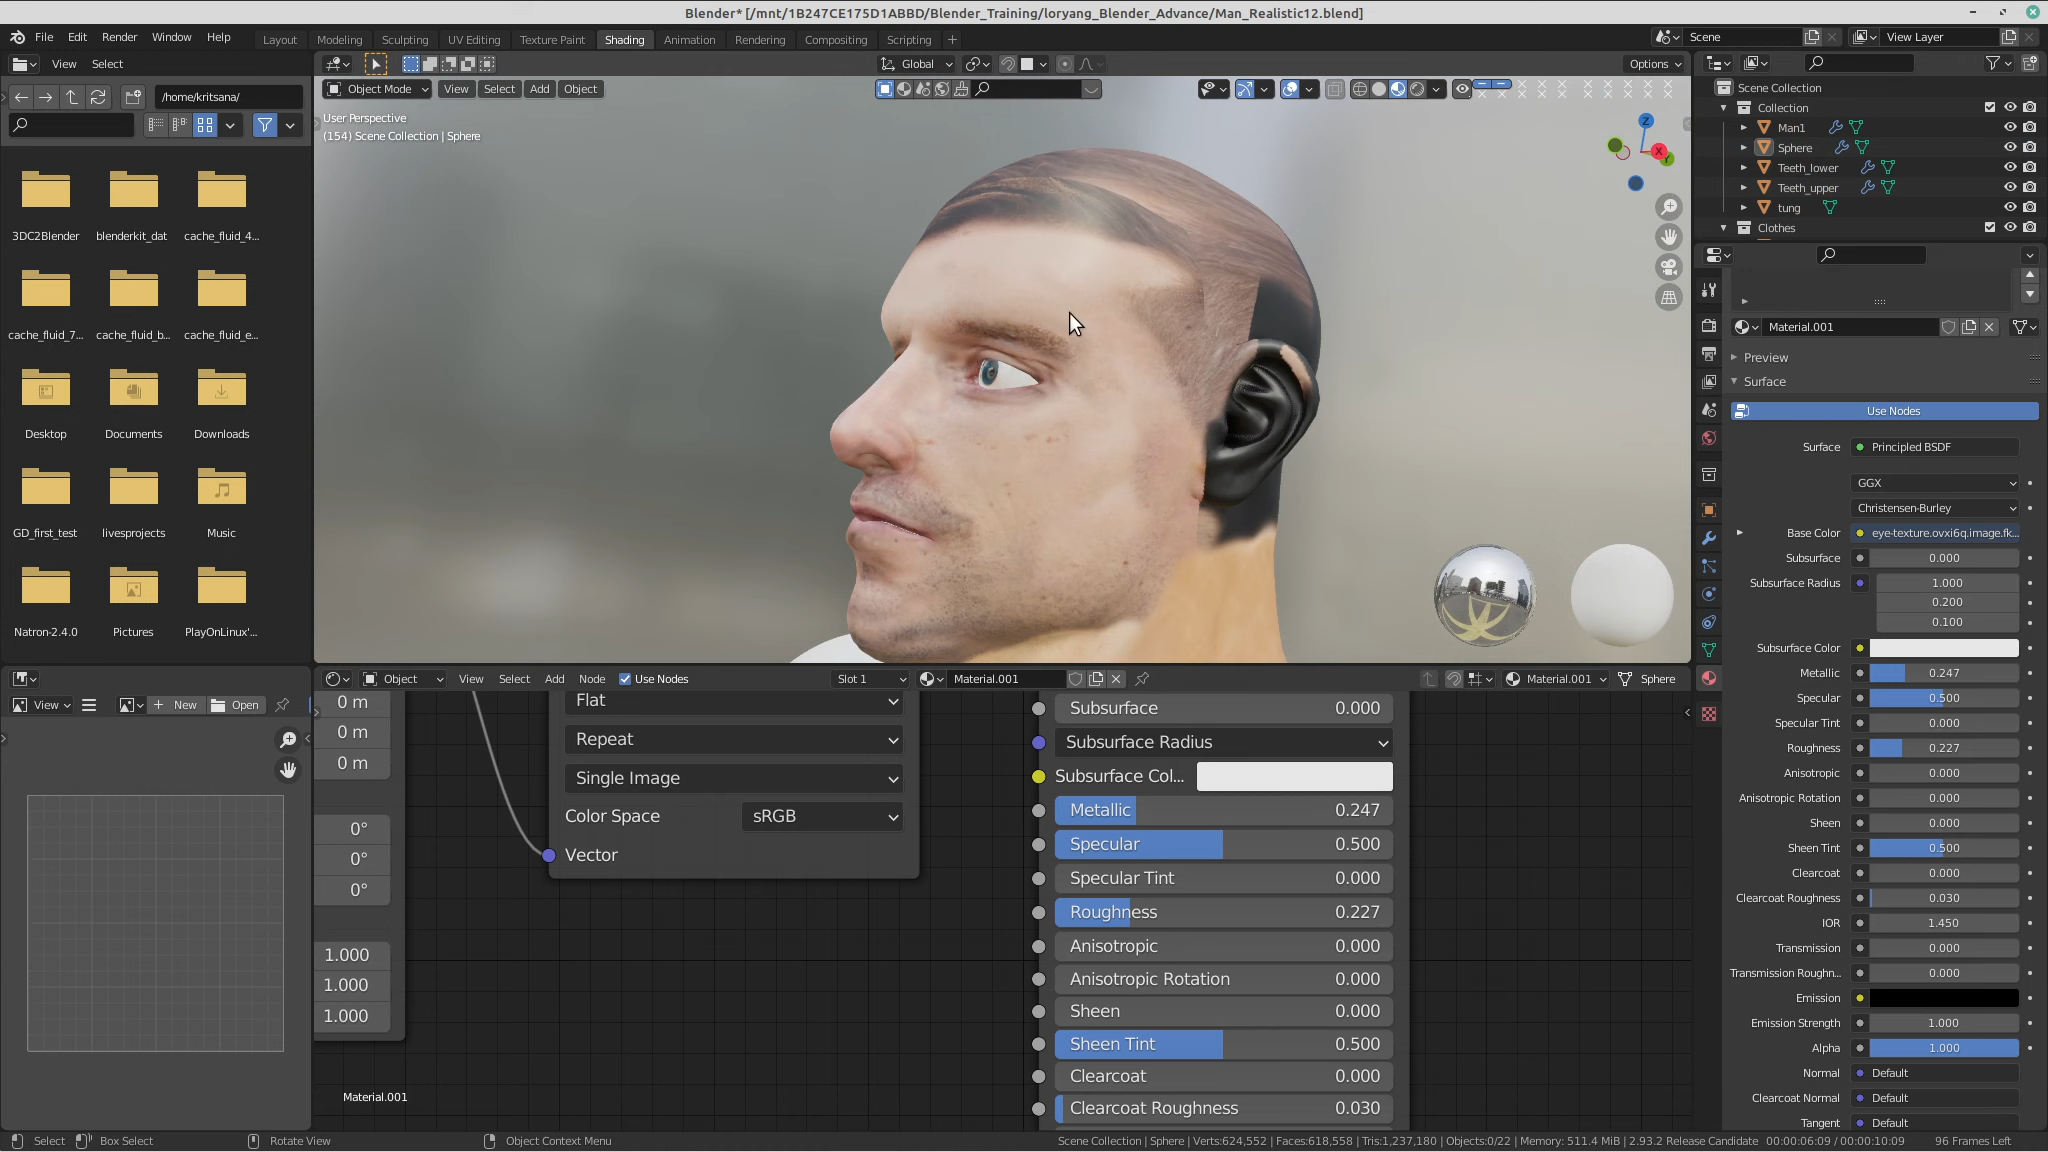 Blender* [/mnt/1B247CE175D1ABBD/Blender_Training/loryang_Blender_Advance/Man_Realistic12.blend]
File Edit Render Window Help
Layout Modeling Sculpting UV Editing Texture Paint Shading Animation Rendering Compositing Scripting +
Scene
View Layer
View Select
Global
Options
/home/kritsana/
Object Mode View Select Add Object
User Perspective
(154) Scene Collection | Sphere
Z
X
Y
3DC2Blender blenderkit_dat cache_fluid_4...
cache_fluid_7... cache_fluid_b... cache_fluid_e...
Desktop Documents Downloads
GD_first_test livesprojects Music
Natron-2.4.0 Pictures PlayOnLinux'...
Scene Collection
Collection
Man1
Sphere
Teeth_lower
Teeth_upper
tung
Clothes
Material.001
Preview
Surface
Use Nodes
Surface Principled BSDF
GGX
Christensen-Burley
Base Color eye-texture.ovxi6q.image.fk...
Subsurface 0.000
Subsurface Radius 1.000
0.200
0.100
Subsurface Color
Metallic 0.247
Specular 0.500
Specular Tint 0.000
Roughness 0.227
Anisotropic 0.000
Anisotropic Rotation 0.000
Sheen 0.000
Sheen Tint 0.500
Clearcoat 0.000
Clearcoat Roughness 0.030
IOR 1.450
Transmission 0.000
Transmission Roughn... 0.000
Emission
Emission Strength 1.000
Alpha 1.000
Normal Default
Clearcoat Normal Default
Tangent Default
View New Open
Object View Select Add Node Use Nodes Slot 1 Material.001 Material.001 Sphere
0 m
0 m
0 m
0°
0°
0°
1.000
1.000
1.000
Flat
Repeat
Single Image
Color Space sRGB
Vector
Subsurface 0.000
Subsurface Radius
Subsurface Col...
Metallic 0.247
Specular 0.500
Specular Tint 0.000
Roughness 0.227
Anisotropic 0.000
Anisotropic Rotation 0.000
Sheen 0.000
Sheen Tint 0.500
Clearcoat 0.000
Clearcoat Roughness 0.030
Material.001
Select Box Select Rotate View Object Context Menu
Scene Collection | Sphere | Verts:624,552 | Faces:618,558 | Tris:1,237,180 | Objects:0/22 | Memory: 511.4 MiB | 2.93.2 Release Candidate 00:00:06:09 / 00:00:10:09 96 Frames Left